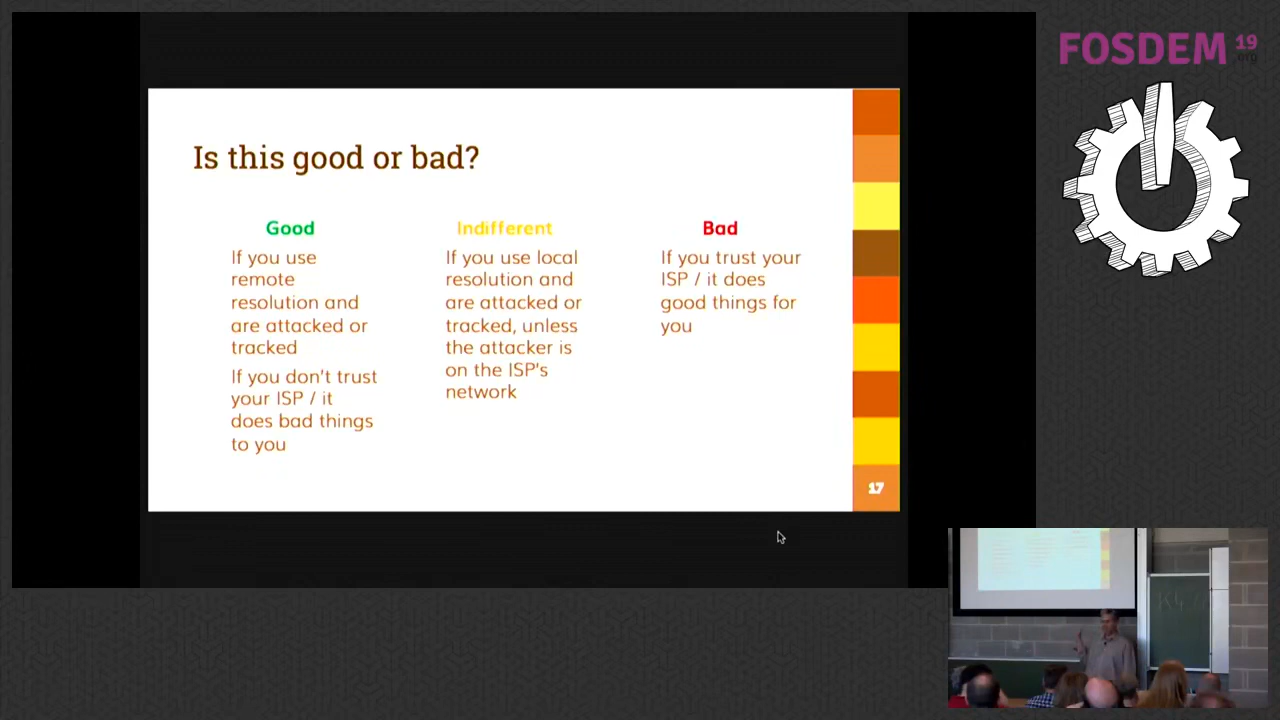 FOSDEM 19
.org
Is this good or bad?
Good
If you use
remote
resolution and
are attacked or
tracked
If you don't trust
your ISP / it
does bad things
to you
Indifferent
If you use local
resolution and
are attacked or
tracked, unless
the attacker is
on the ISP's
network
Bad
If you trust your
ISP / it does
good things for
you
17